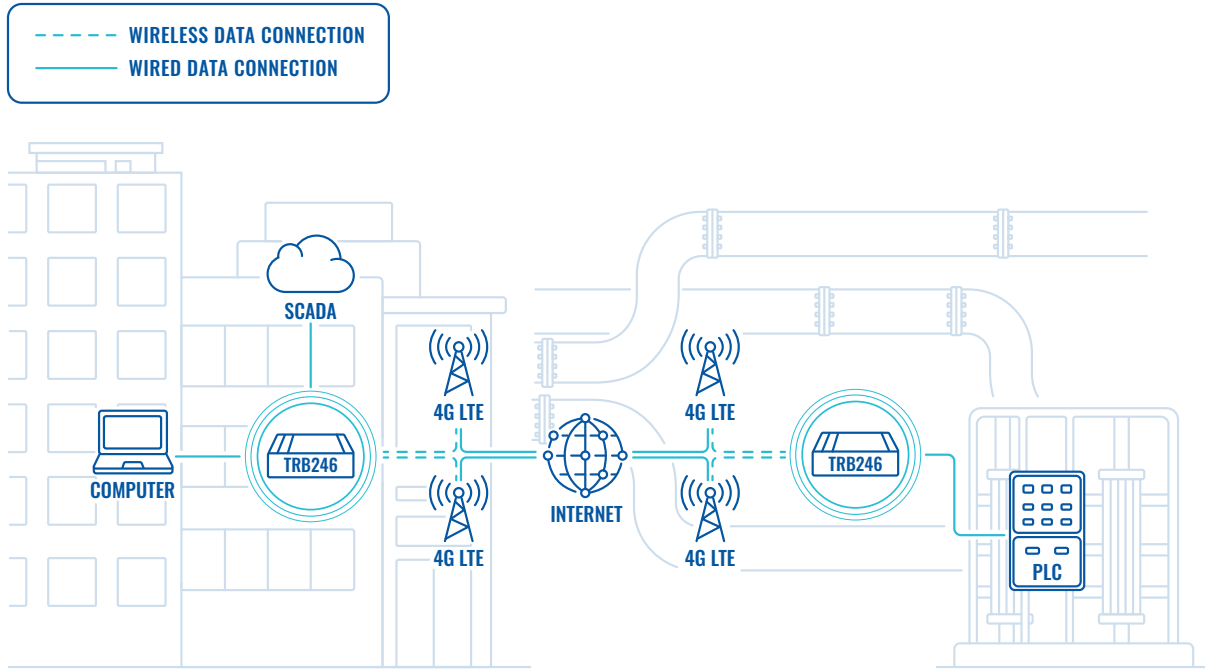 WIRELESS DATA CONNECTION
WIRED DATA CONNECTION
SCADA
4G LTE
4G LTE
TRB246
TRB246
COMPUTER
INTERNET
4G LTE
4G LTE
PLC